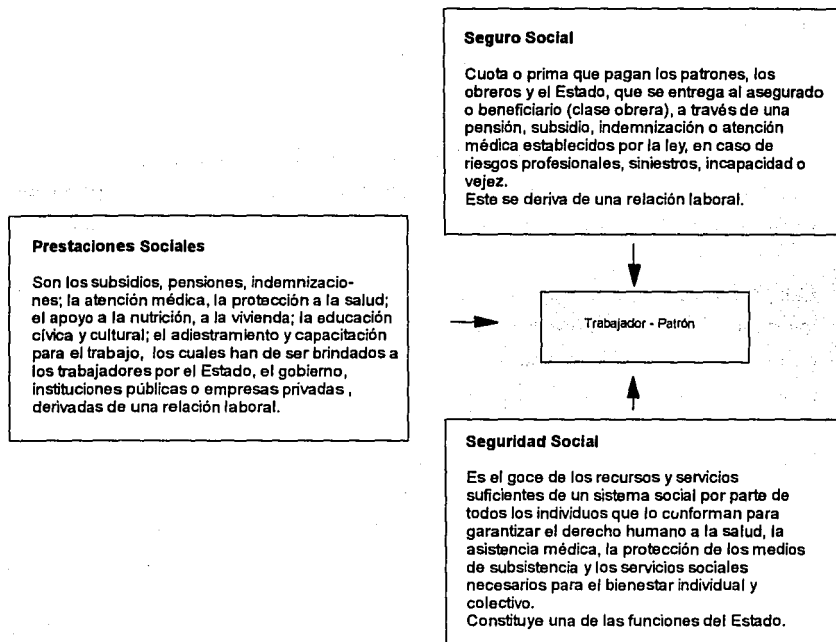 Seguro Social
Cuota o prima que pagan los patrones, los
obreros y el Estado, que se entrega al asegurado
o beneficiario (clase obrera), a través de una
pensión, subsidio, indemnización o atención
médica establecidos por la ley, en caso de
riesgos profesionales, siniestros, incapacidad o
vejez.
Este se deriva de una relación laboral.
Prestaciones Sociales
Son los subsidios, pensiones, indemnizacio-
nes; la atención médica, la protección a la salud;
el apoyo a la nutrición, a la vivienda; la educación
cívica y cultural; el adiestramiento y capacitación
para el trabajo, los cuales han de ser brindados a
los trabajadores por el Estado, el gobierno,
instituciones públicas o empresas privadas ,
derivadas de una relación laboral.
Trabajador - Patrón
Seguridad Social
Es el goce de los recursos y servicios
suficientes de un sistema social por parte de
todos los individuos que lo conforman para
garantizar el derecho humano a la salud, la
asistencia médica, la protección de los medios
de subsistencia y los servicios sociales
necesarios para el bienestar individual y
colectivo.
Constituye una de las funciones del Estado.